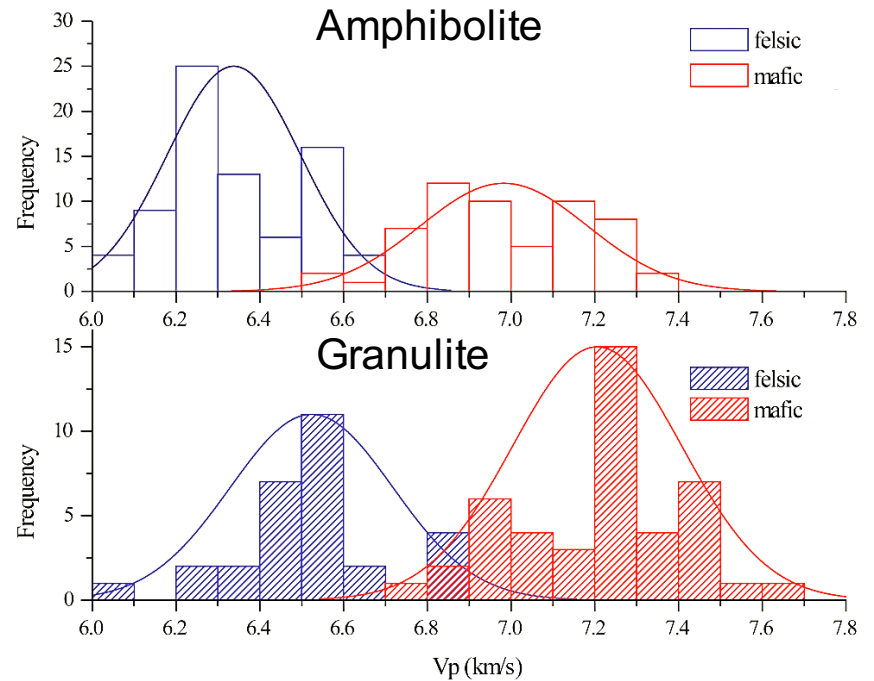 Amphibolite
30
25
20
15
10
5
0
Frequency
felsic
mafic
6.0 6.2 6.4 6.6 6.8 7.0 7.2 7.4 7.6 7.8
Granulite
15
10
5
0
Frequency
felsic
mafic
6.0 6.2 6.4 6.6 6.8 7.0 7.2 7.4 7.6 7.8
Vp (km/s)